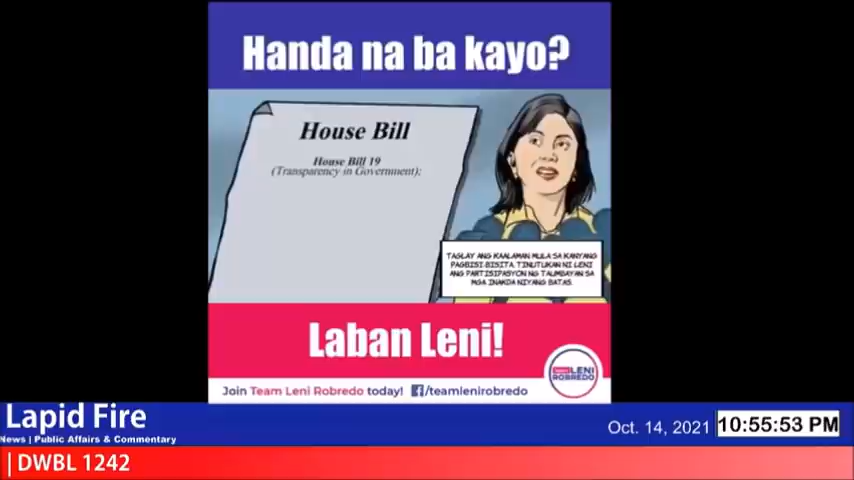 Handa na ba kayo?
House Bill
House Bill 19
(Transparency in Government);
TAGLAY ANG KAALAMAN MULA SA KANYANG
PAGBISI-BISITA, TINUTUKAN NI LENI
ANG PARTISIPASYON NG TAUMBAYAN SA
MGA INAKDA NIYANG BATAS.
Laban Leni!
TEAM LENI
ROBREDO
Join Team Leni Robredo today! /teamlenirobredo
Lapid Fire
News | Public Affairs & Commentary
Oct. 14, 2021 10:55:53 PM
| DWBL 1242